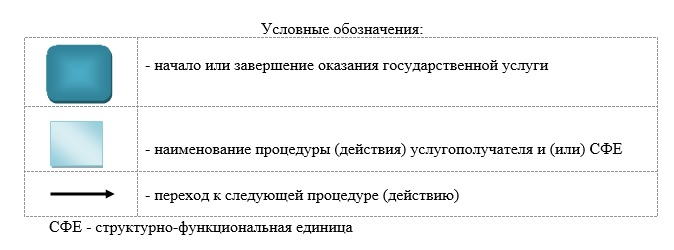 Условные обозначения:
- начало или завершение оказания государственной услуги
- наименование процедуры (действия) услугополучателя и (или) СФЕ
- переход к следующей процедуре (действию)
СФЕ - структурно-функциональная единица